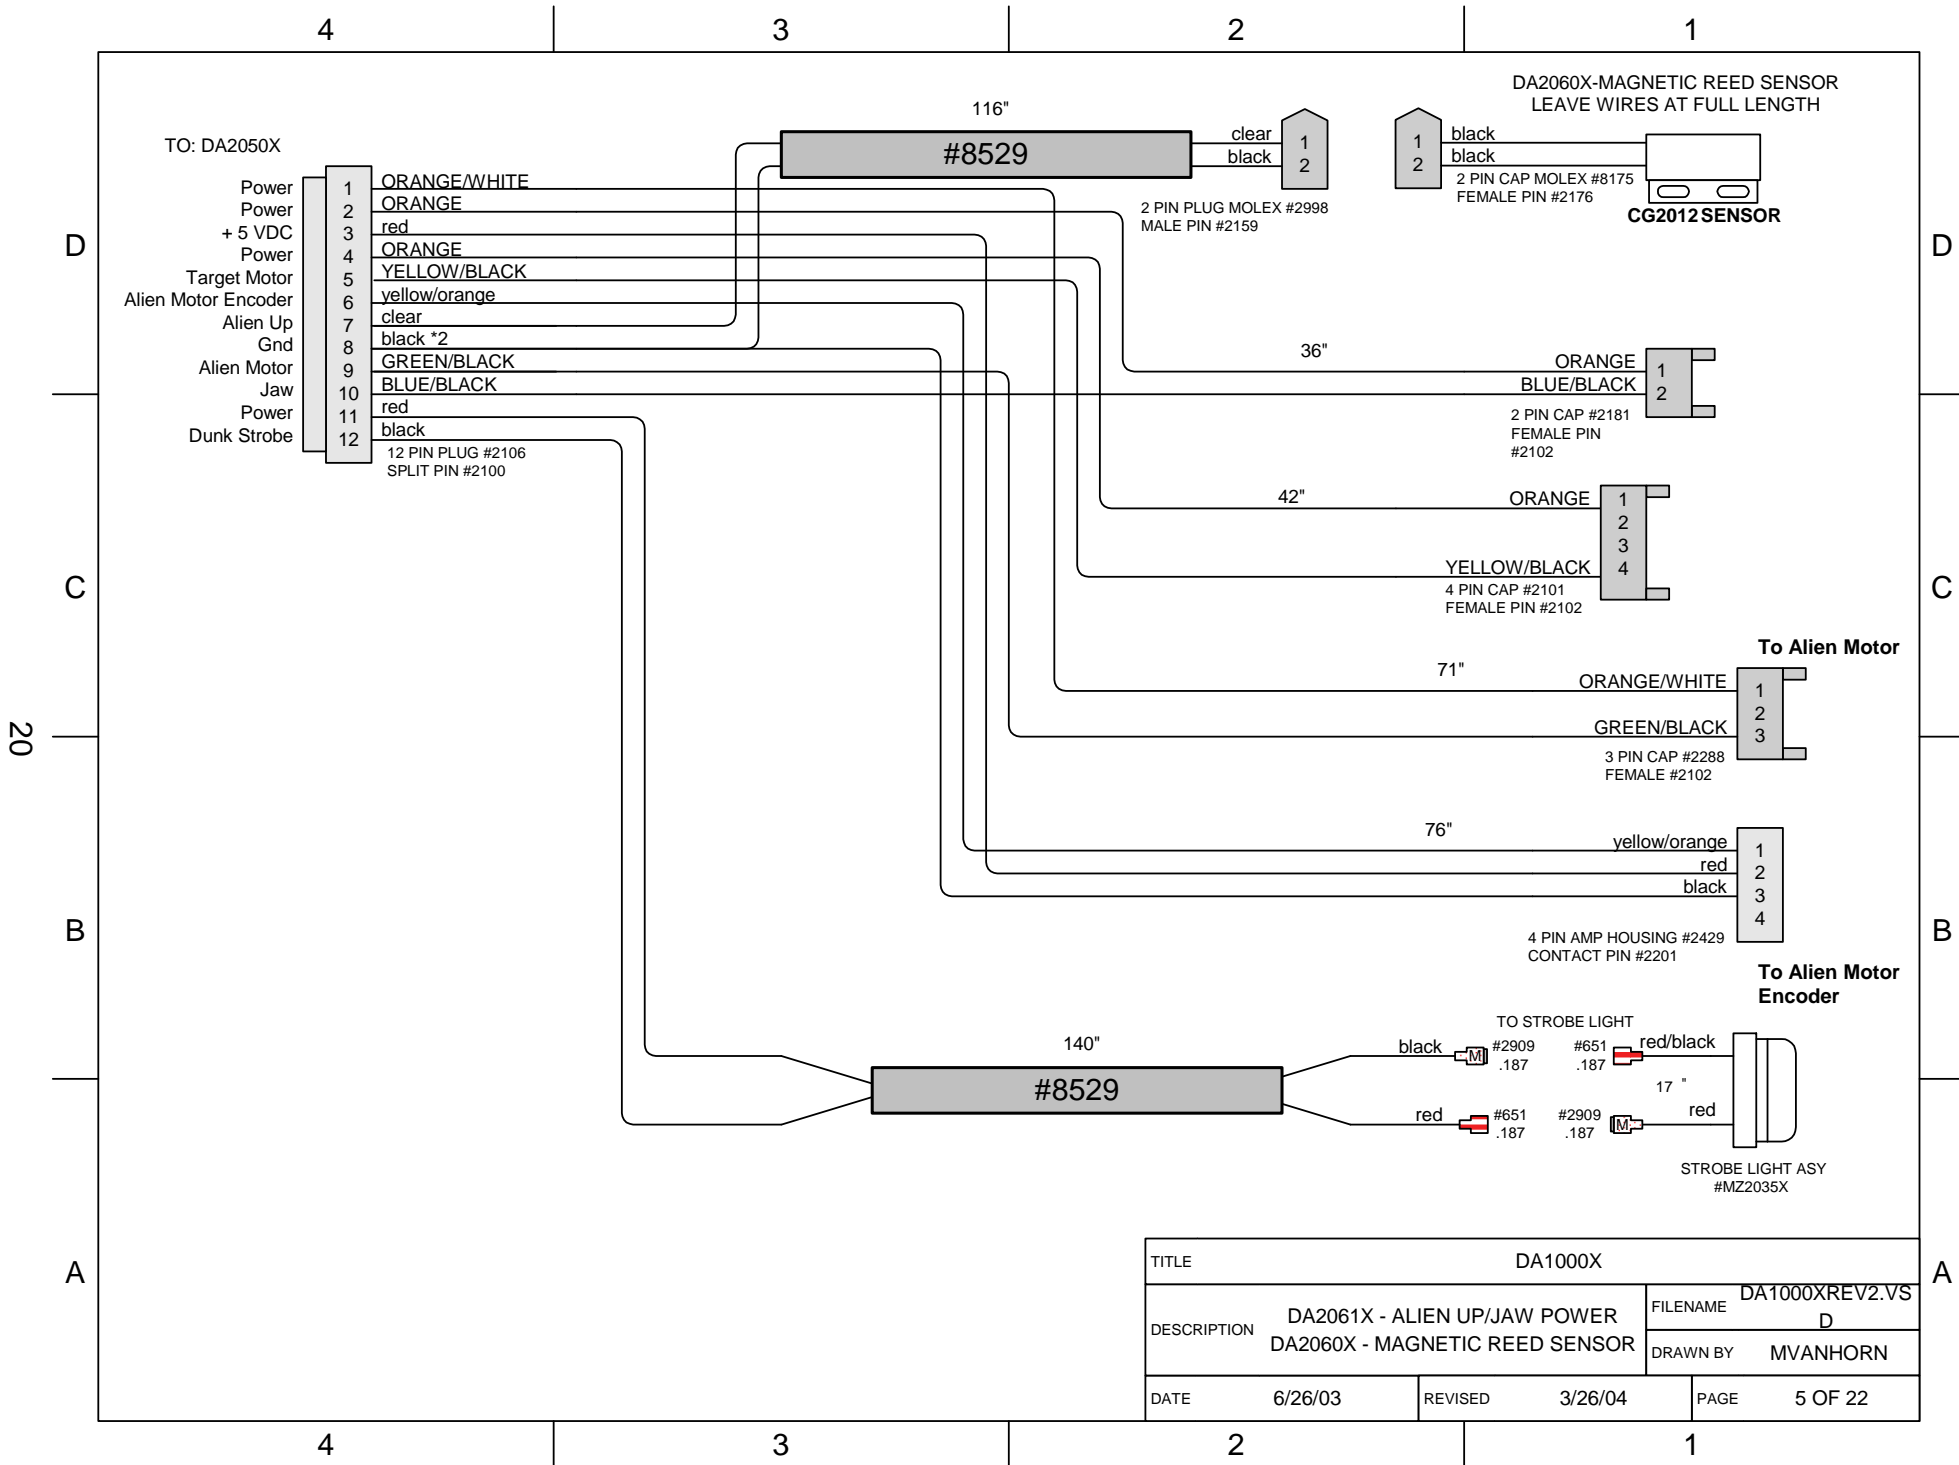 4 3 2 1
DA2060X-MAGNETIC REED SENSOR
LEAVE WIRES AT FULL LENGTH
116"
TO: DA2050X
#8529
clear 1
black 2
1 black
2 black
2 PIN CAP MOLEX #8175
FEMALE PIN #2176
CG2012 SENSOR
2 PIN PLUG MOLEX #2998
MALE PIN #2159
Power 1 ORANGE/WHITE
Power 2 ORANGE
+ 5 VDC 3 red
Power 4 ORANGE
Target Motor 5 YELLOW/BLACK
Alien Motor Encoder 6 yellow/orange
Alien Up 7 clear
Gnd 8 black *2
Alien Motor 9 GREEN/BLACK
Jaw 10 BLUE/BLACK
Power 11 red
Dunk Strobe 12 black
12 PIN PLUG #2106
SPLIT PIN #2100
D D
36"
ORANGE 1
BLUE/BLACK 2
2 PIN CAP #2181
FEMALE PIN
#2102
42"
ORANGE 1
2
3
YELLOW/BLACK 4
4 PIN CAP #2101
FEMALE PIN #2102
C C
To Alien Motor
71"
ORANGE/WHITE 1
2
GREEN/BLACK 3
3 PIN CAP #2288
FEMALE #2102
20
76"
yellow/orange 1
red 2
black 3
4
4 PIN AMP HOUSING #2429
CONTACT PIN #2201
B B
To Alien Motor
Encoder
TO STROBE LIGHT
140"
#8529
black M #2909
.187
#651
.187
red/black
17 "
red #651
.187
#2909
.187
M red
STROBE LIGHT ASY
#MZ2035X
A A
TITLE DA1000X
DESCRIPTION DA2061X - ALIEN UP/JAW POWER
DA2060X - MAGNETIC REED SENSOR
FILENAME DA1000XREV2.VS
D
DRAWN BY MVANHORN
DATE 6/26/03 REVISED 3/26/04 PAGE 5 OF 22
4 3 2 1